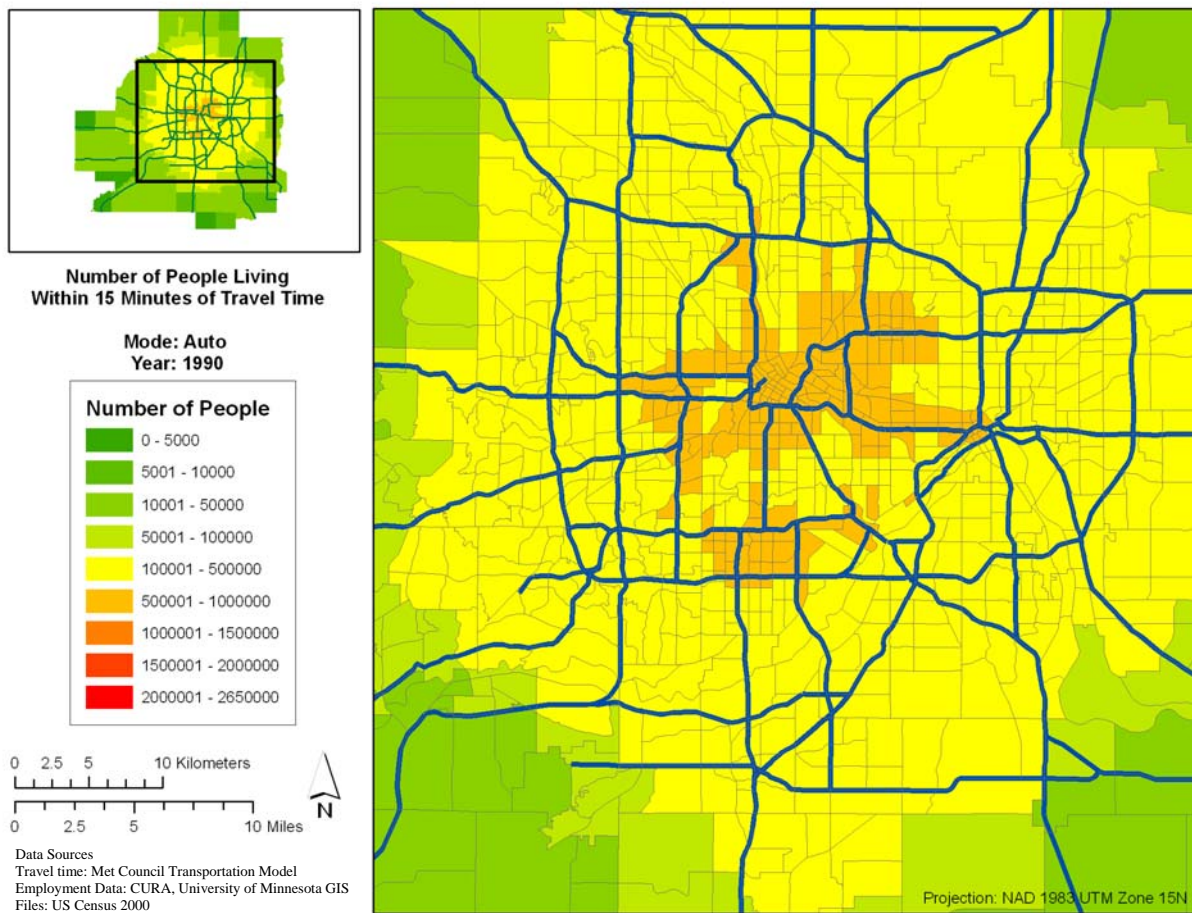 Number of People Living
Within 15 Minutes of Travel Time
Mode: Auto
Year: 1990
Number of People
0 - 5000
5001 - 10000
10001 - 50000
50001 - 100000
100001 - 500000
500001 - 1000000
1000001 - 1500000
1500001 - 2000000
2000001 - 2650000
0 2.5 5 10 Kilometers
0 2.5 5 10 Miles
N
Data Sources
Travel time: Met Council Transportation Model
Employment Data: CURA, University of Minnesota GIS
Files: US Census 2000
Projection: NAD 1983 UTM Zone 15N